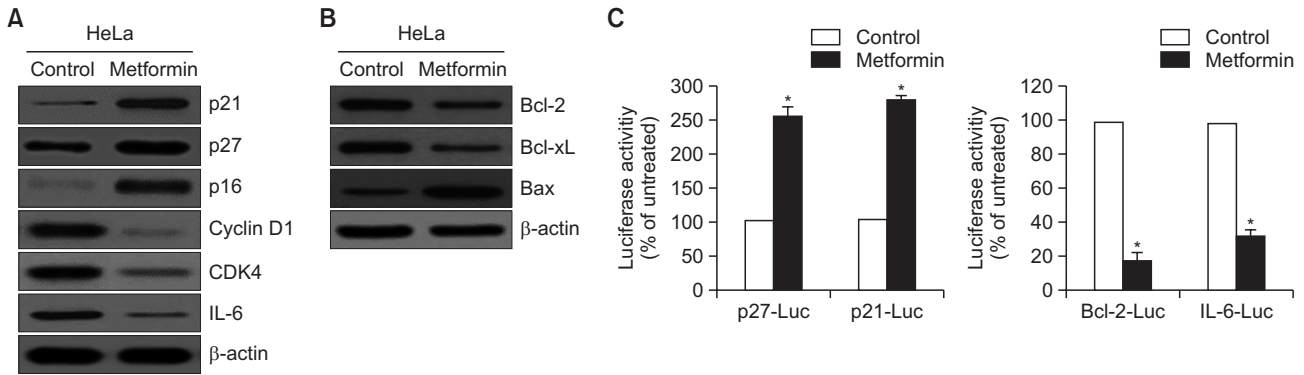 A
HeLa
Control Metformin
p21
p27
p16
Cyclin D1
CDK4
IL-6
β-actin
B
HeLa
Control Metformin
Bcl-2
Bcl-xL
Bax
β-actin
C
Control
Metformin
Luciferase activitiy
(% of untreated)
300
250
200
150
100
50
0
* *
p27-Luc p21-Luc
Control
Metformin
Luciferase activity
(% of untreated)
120
100
80
60
40
20
0
* *
Bcl-2-Luc IL-6-Luc